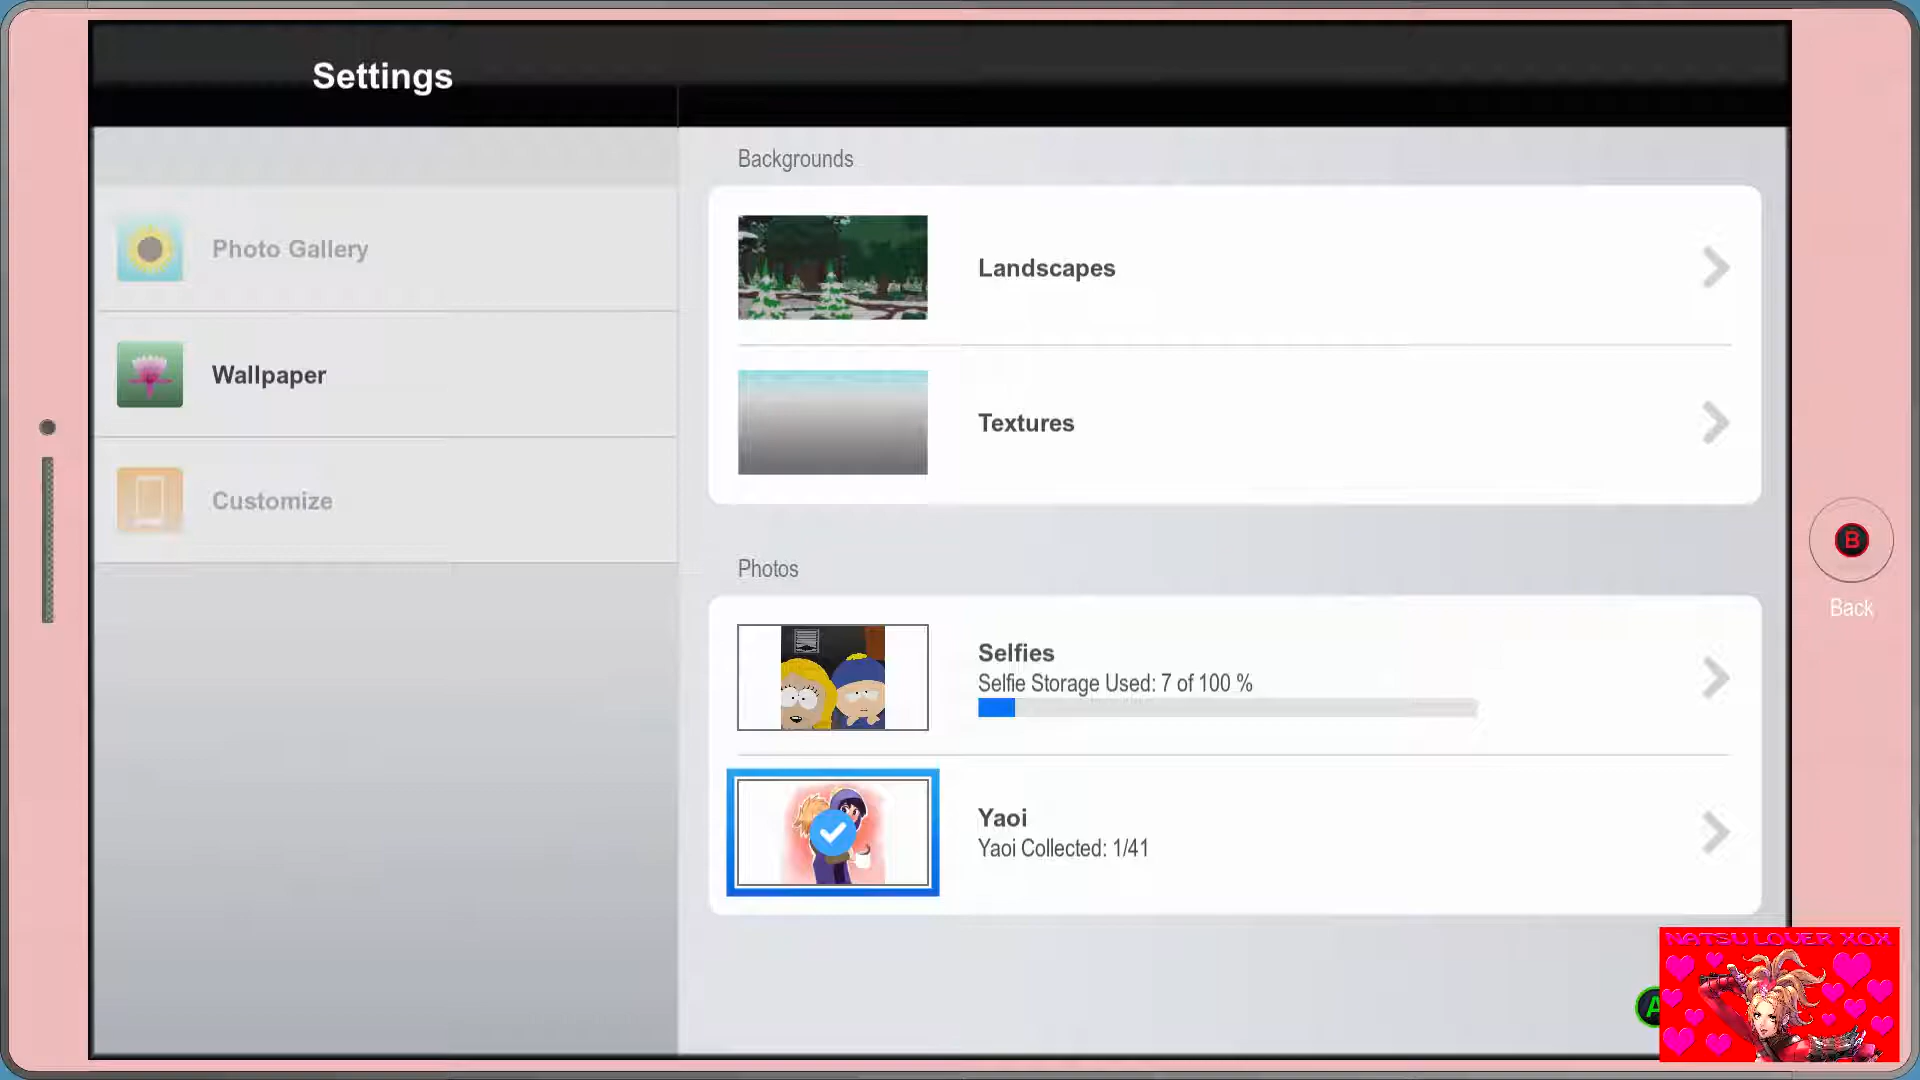 Settings
Photo Gallery
Wallpaper
Customize
Backgrounds
Landscapes
Textures
Photos
Selfies
Selfie Storage Used: 7 of 100 %
Yaoi
Yaoi Collected: 1/41
B
Back
A
NATSU LOVER XOX